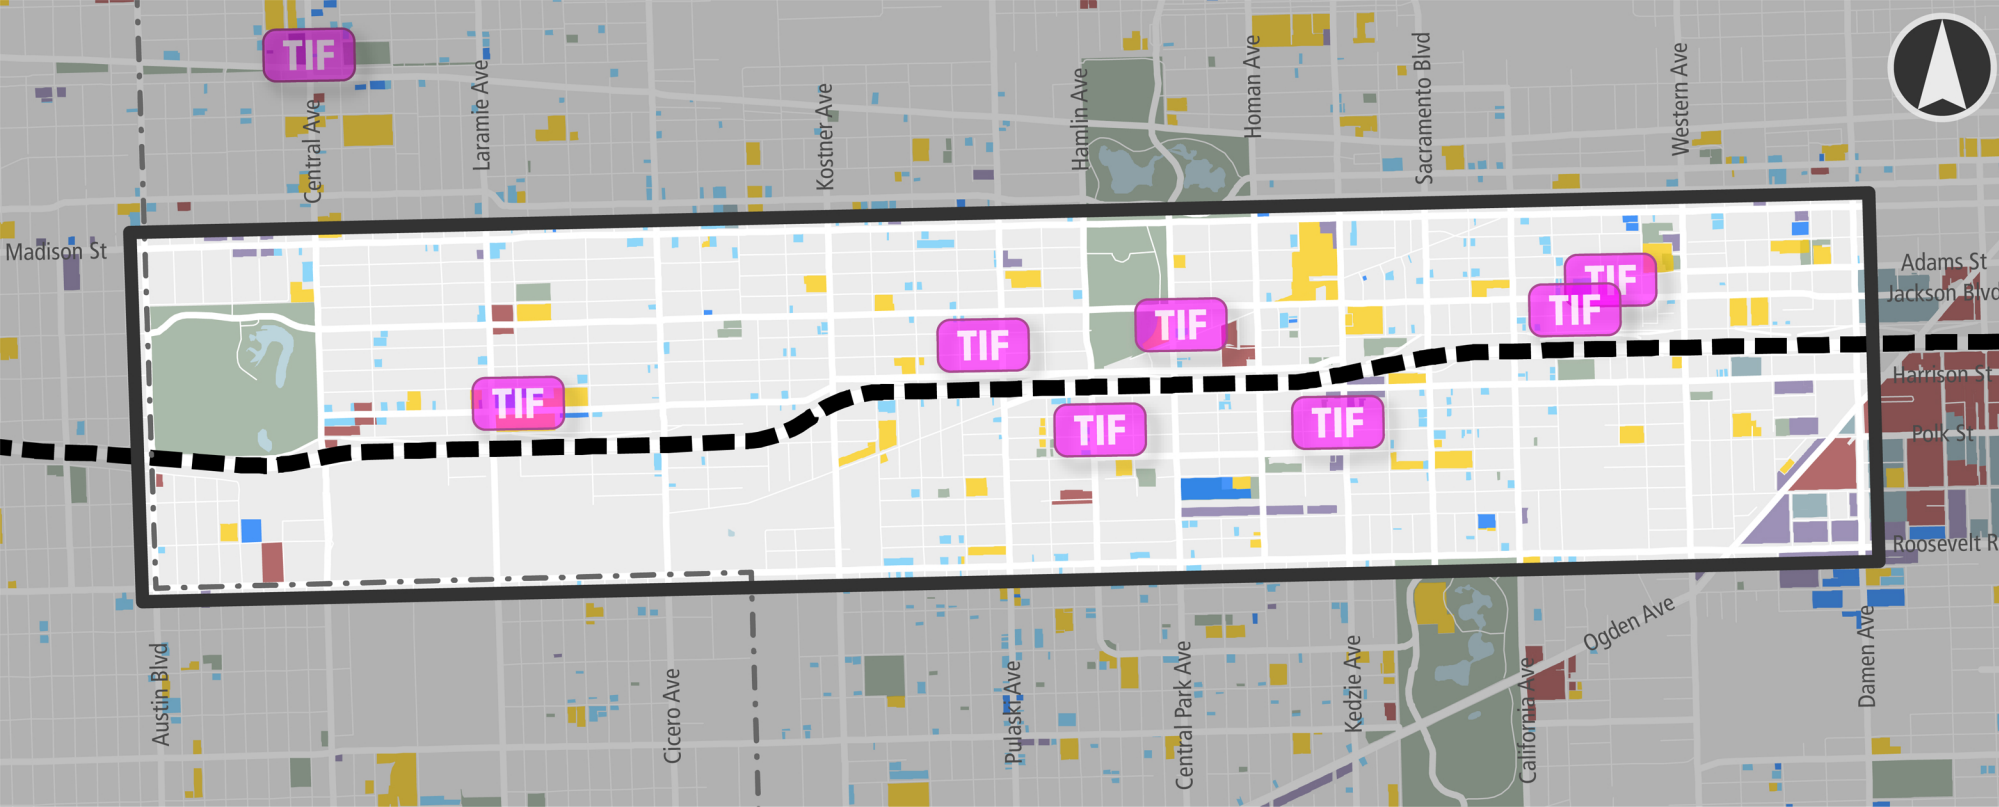 TIF
Central Ave
Laramie Ave
Kostner Ave
Hamlin Ave
Homan Ave
Sacramento Blvd
Western Ave
Madison St
Adams St
Jackson Blvd
TIF
TIF
TIF
TIF
TIF
Harrison St
TIF
TIF
TIF
Polk St
Roosevelt R
Austin Blvd
Cicero Ave
Pulaski Ave
Central Park Ave
Kedzie Ave
California Ave
Ogden Ave
Damen Ave